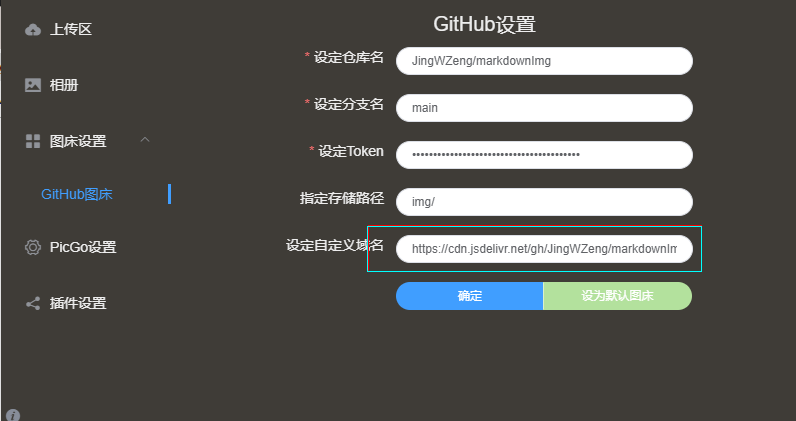 上传区
相册
图床设置
GitHub图床
PicGo设置
插件设置
GitHub设置
* 设定仓库名
JingWZeng/markdownImg
* 设定分支名
main
* 设定Token
••••••••••••••••••••••••••••••••••••••••
指定存储路径
img/
设定自定义域名
https://cdn.jsdelivr.net/gh/JingWZeng/markdownIm
确定
设为默认图床